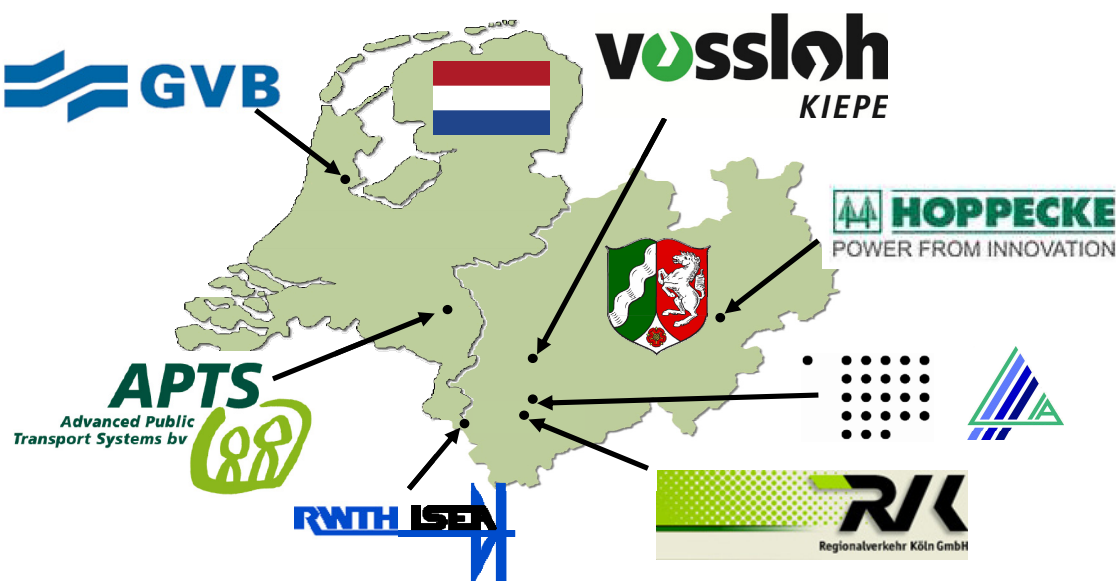 GVB
vossloh
KIEPE
HOPPECKE
POWER FROM INNOVATION
APTS
Advanced Public
Transport Systems bv
IA
RWTH ISEA
RVK
Regionalverkehr Köln GmbH